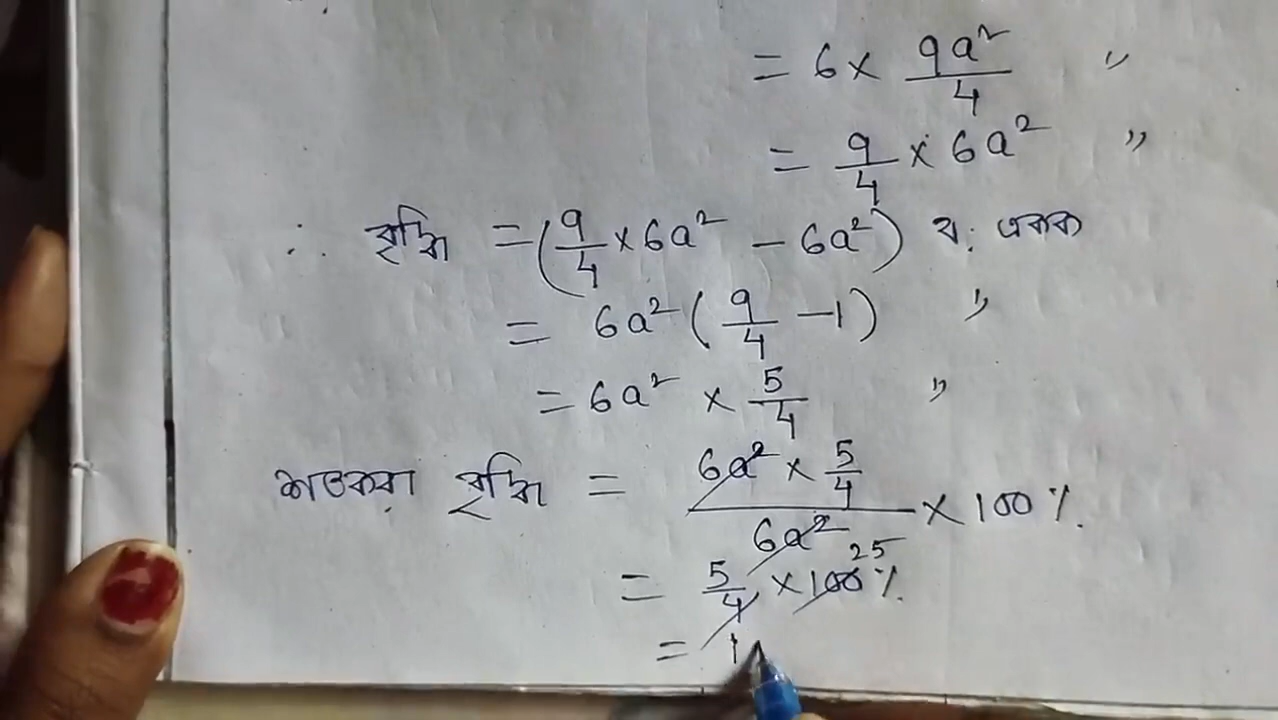 = 6 × 9a²/4 "
= 9/4 × 6a² "
∴ বৃদ্ধি = (9/4 × 6a² − 6a²) ব: একক
= 6a² (9/4 − 1) "
= 6a² × 5/4 "
শতকরা বৃদ্ধি = (6a² × 5/4)/(6a²) × 100%
25
= 5/4 × 100%
= 1